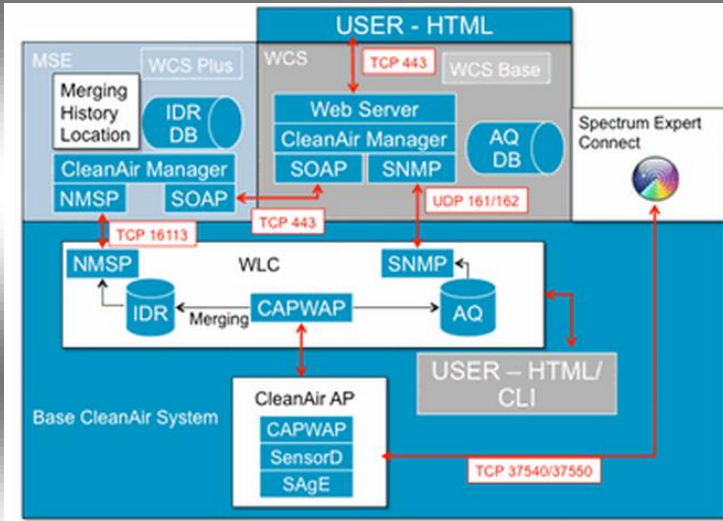 USER - HTML
MSE
WCS Plus
WCS
TCP 443
WCS Base
Merging
History
Location
IDR
DB
Web Server
CleanAir Manager
SOAP
SNMP
AQ
DB
Spectrum Expert
Connect
CleanAir Manager
NMSP
SOAP
TCP 443
UDP 161/162
TCP 16113
NMSP
WLC
SNMP
IDR
Merging
CAPWAP
AQ
USER – HTML/
CLI
Base CleanAir System
CleanAir AP
CAPWAP
SensorD
SAgE
TCP 37540/37550